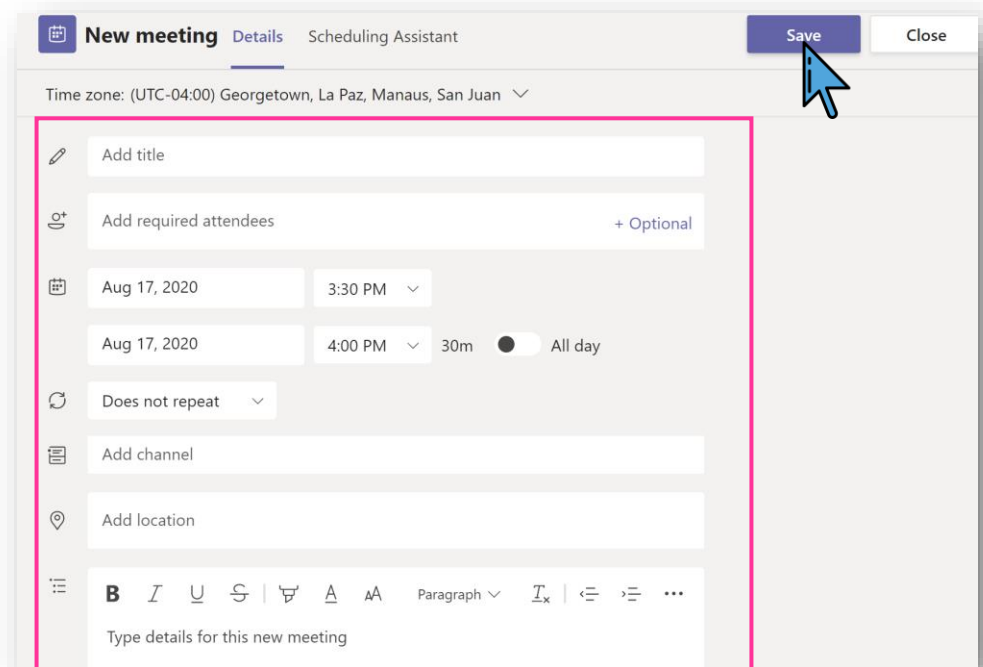 New meeting Details Scheduling Assistant Save Close
Time zone: (UTC-04:00) Georgetown, La Paz, Manaus, San Juan
Add title
Add required attendees + Optional
Aug 17, 2020 3:30 PM
Aug 17, 2020 4:00 PM 30m All day
Does not repeat
Add channel
Add location
B I U S A AA Paragraph Tx ...
Type details for this new meeting